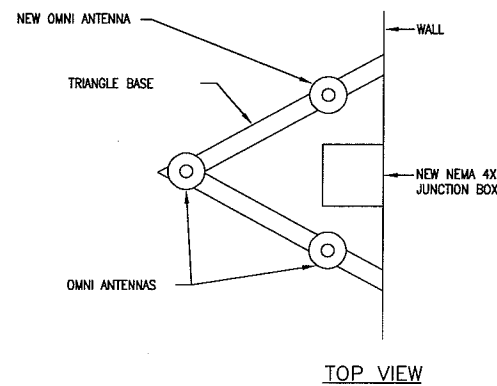 NEW OMNI ANTENNA
WALL
TRIANGLE BASE
NEW NEMA 4X
JUNCTION BOX
OMNI ANTENNAS
TOP VIEW